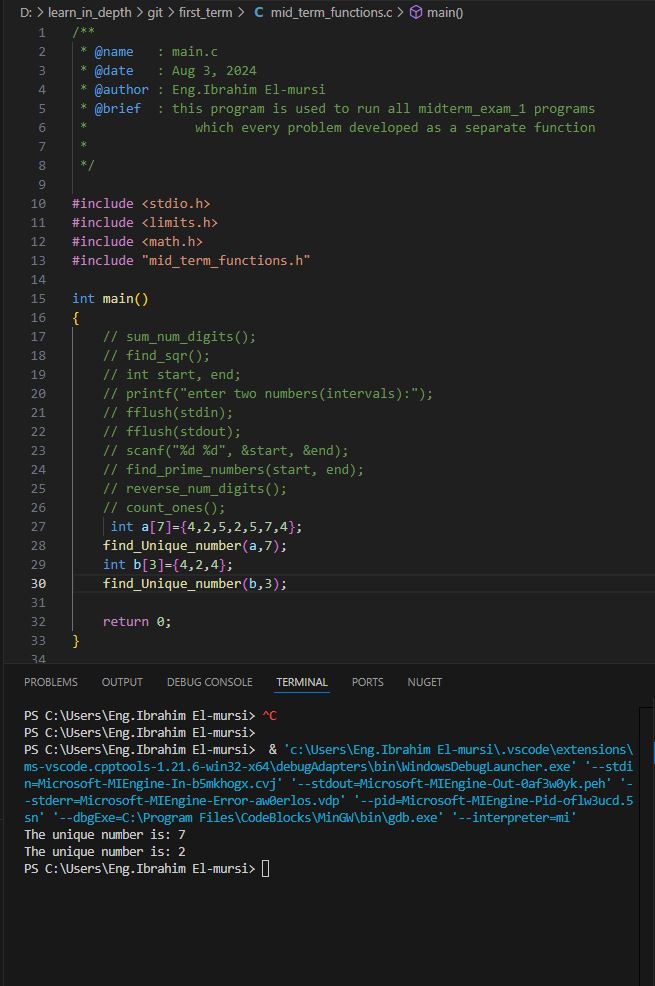 D: > learn_in_depth > git > first_term > C mid_term_functions.c > main()
1 /**
2 * @name : main.c
3 * @date : Aug 3, 2024
4 * @author : Eng.Ibrahim El-mursi
5 * @brief : this program is used to run all midterm_exam_1 programs
6 * which every problem developed as a separate function
7 *
8 */
9
10 #include <stdio.h>
11 #include <limits.h>
12 #include <math.h>
13 #include "mid_term_functions.h"
14
15 int main()
16 {
17 // sum_num_digits();
18 // find_sqr();
19 // int start, end;
20 // printf("enter two numbers(intervals):");
21 // fflush(stdin);
22 // fflush(stdout);
23 // scanf("%d %d", &start, &end);
24 // find_prime_numbers(start, end);
25 // reverse_num_digits();
26 // count_ones();
27 int a[7]={4,2,5,2,5,7,4};
28 find_Unique_number(a,7);
29 int b[3]={4,2,4};
30 find_Unique_number(b,3);
31
32 return 0;
33 }
34
PROBLEMS OUTPUT DEBUG CONSOLE TERMINAL PORTS NUGET
PS C:\Users\Eng.Ibrahim El-mursi> ^C
PS C:\Users\Eng.Ibrahim El-mursi>
PS C:\Users\Eng.Ibrahim El-mursi> & 'c:\Users\Eng.Ibrahim El-mursi\.vscode\extensions\
ms-vscode.cpptools-1.21.6-win32-x64\debugAdapters\bin\WindowsDebugLauncher.exe' '--stdi
n=Microsoft-MIEngine-In-b5mkhogx.cvj' '--stdout=Microsoft-MIEngine-Out-0af3w0yk.peh' '-
-stderr=Microsoft-MIEngine-Error-aw0erlos.vdp' '--pid=Microsoft-MIEngine-Pid-oflw3ucd.5
sn' '--dbgExe=C:\Program Files\CodeBlocks\MinGW\bin\gdb.exe' '--interpreter=mi'
The unique number is: 7
The unique number is: 2
PS C:\Users\Eng.Ibrahim El-mursi>